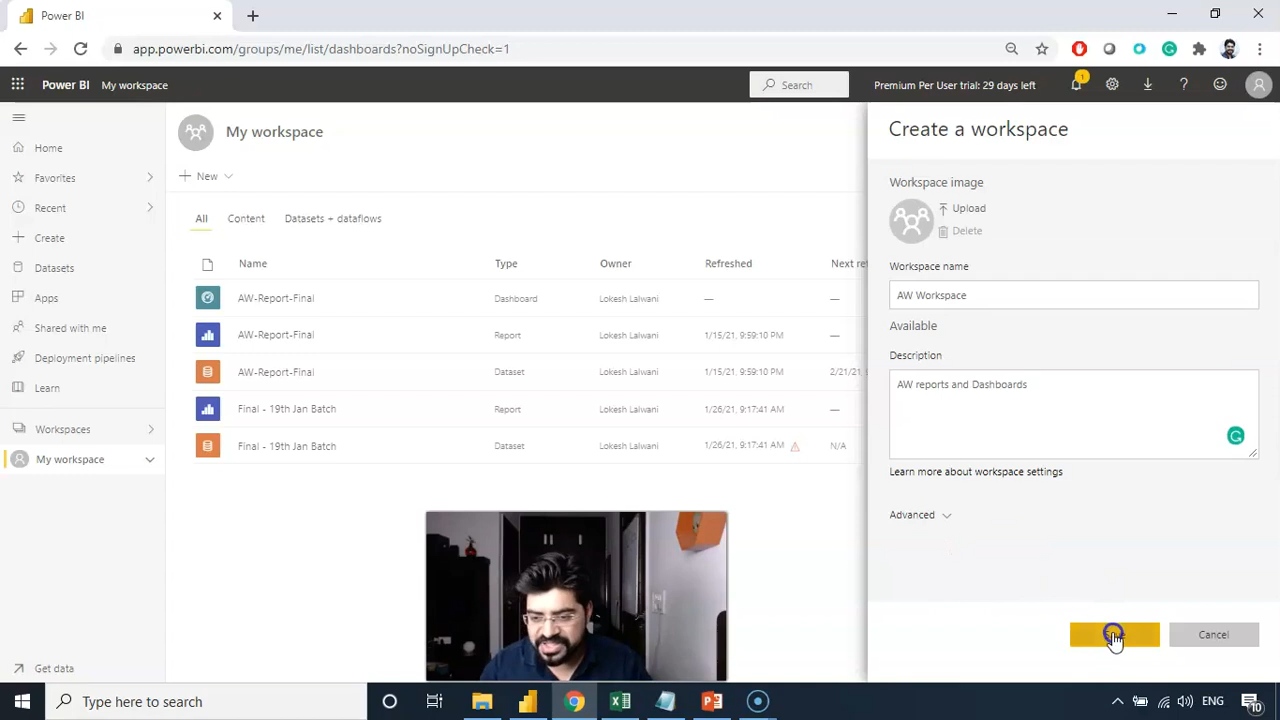 Power BI
app.powerbi.com/groups/me/list/dashboards?noSignUpCheck=1
Power BI My workspace Search Premium Per User trial: 29 days left 1
Home
Favorites
Recent
Create
Datasets
Apps
Shared with me
Deployment pipelines
Learn
Workspaces
My workspace
Get data
My workspace
New
All Content Datasets + dataflows
Name Type Owner Refreshed Next re
AW-Report-Final Dashboard Lokesh Lalwani — —
AW-Report-Final Report Lokesh Lalwani 1/15/21, 9:59:10 PM —
AW-Report-Final Dataset Lokesh Lalwani 1/15/21, 9:59:10 PM 2/21/21,
Final - 19th Jan Batch Report Lokesh Lalwani 1/26/21, 9:17:41 AM —
Final - 19th Jan Batch Dataset Lokesh Lalwani 1/26/21, 9:17:41 AM N/A
Create a workspace
Workspace image
Upload
Delete
Workspace name
AW Workspace
Available
Description
AW reports and Dashboards
Learn more about workspace settings
Advanced
Cancel
Type here to search
ENG
10